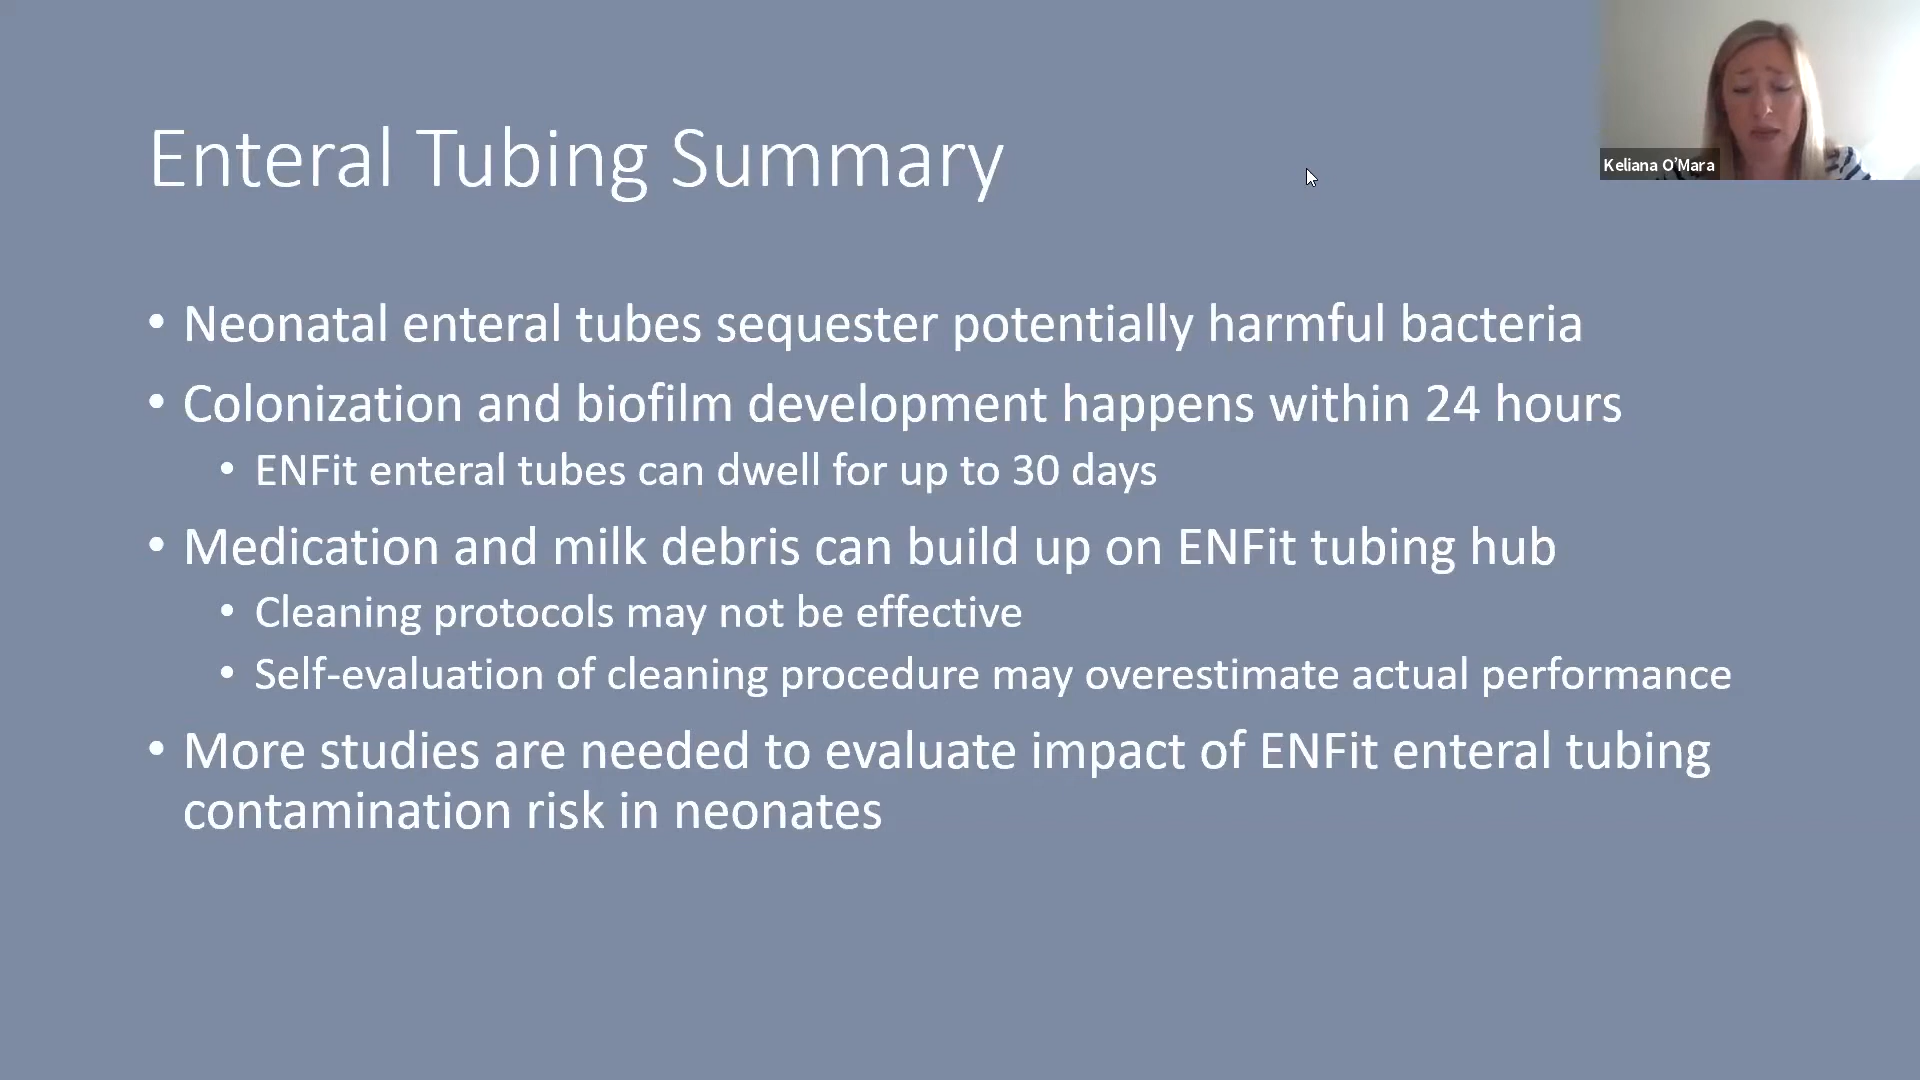 Enteral Tubing Summary
Keliana O'Mara
• Neonatal enteral tubes sequester potentially harmful bacteria
• Colonization and biofilm development happens within 24 hours
• ENFit enteral tubes can dwell for up to 30 days
• Medication and milk debris can build up on ENFit tubing hub
• Cleaning protocols may not be effective
• Self-evaluation of cleaning procedure may overestimate actual performance
• More studies are needed to evaluate impact of ENFit enteral tubing
contamination risk in neonates